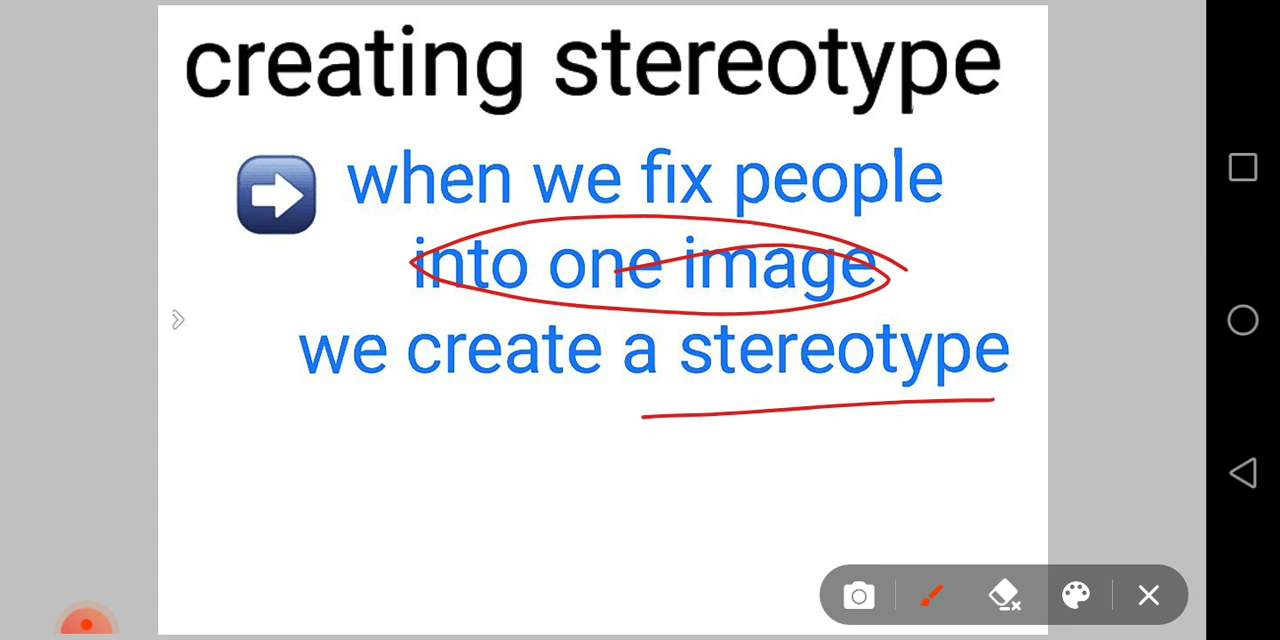 creating stereotype
when we fix people
into one image
we create a stereotype